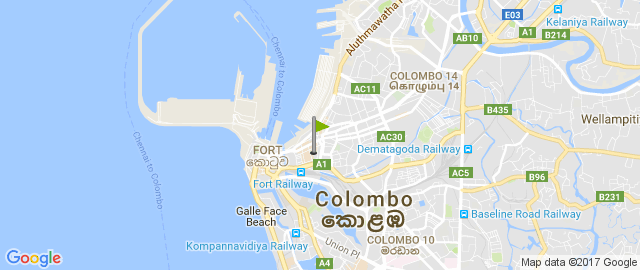 Aluthmawatha R
E03
Kelaniya Railway
A1
B214
AB10
Chennai to Colombo
COLOMBO 14
கொழும்பு 14
AC11
B435
Wellampiti
FORT
කොටුව
AC30
Dematagoda Railway
A1
Fort Railway
AC5
B96
Chennai to Colombo
Colombo
කොළඹ
B231
Galle Face
Beach
Baseline Road Railway
Kompannavidiya Railway
Union Pl
COLOMBO 10
මරදාන
A4
Google
Map data ©2017 Google